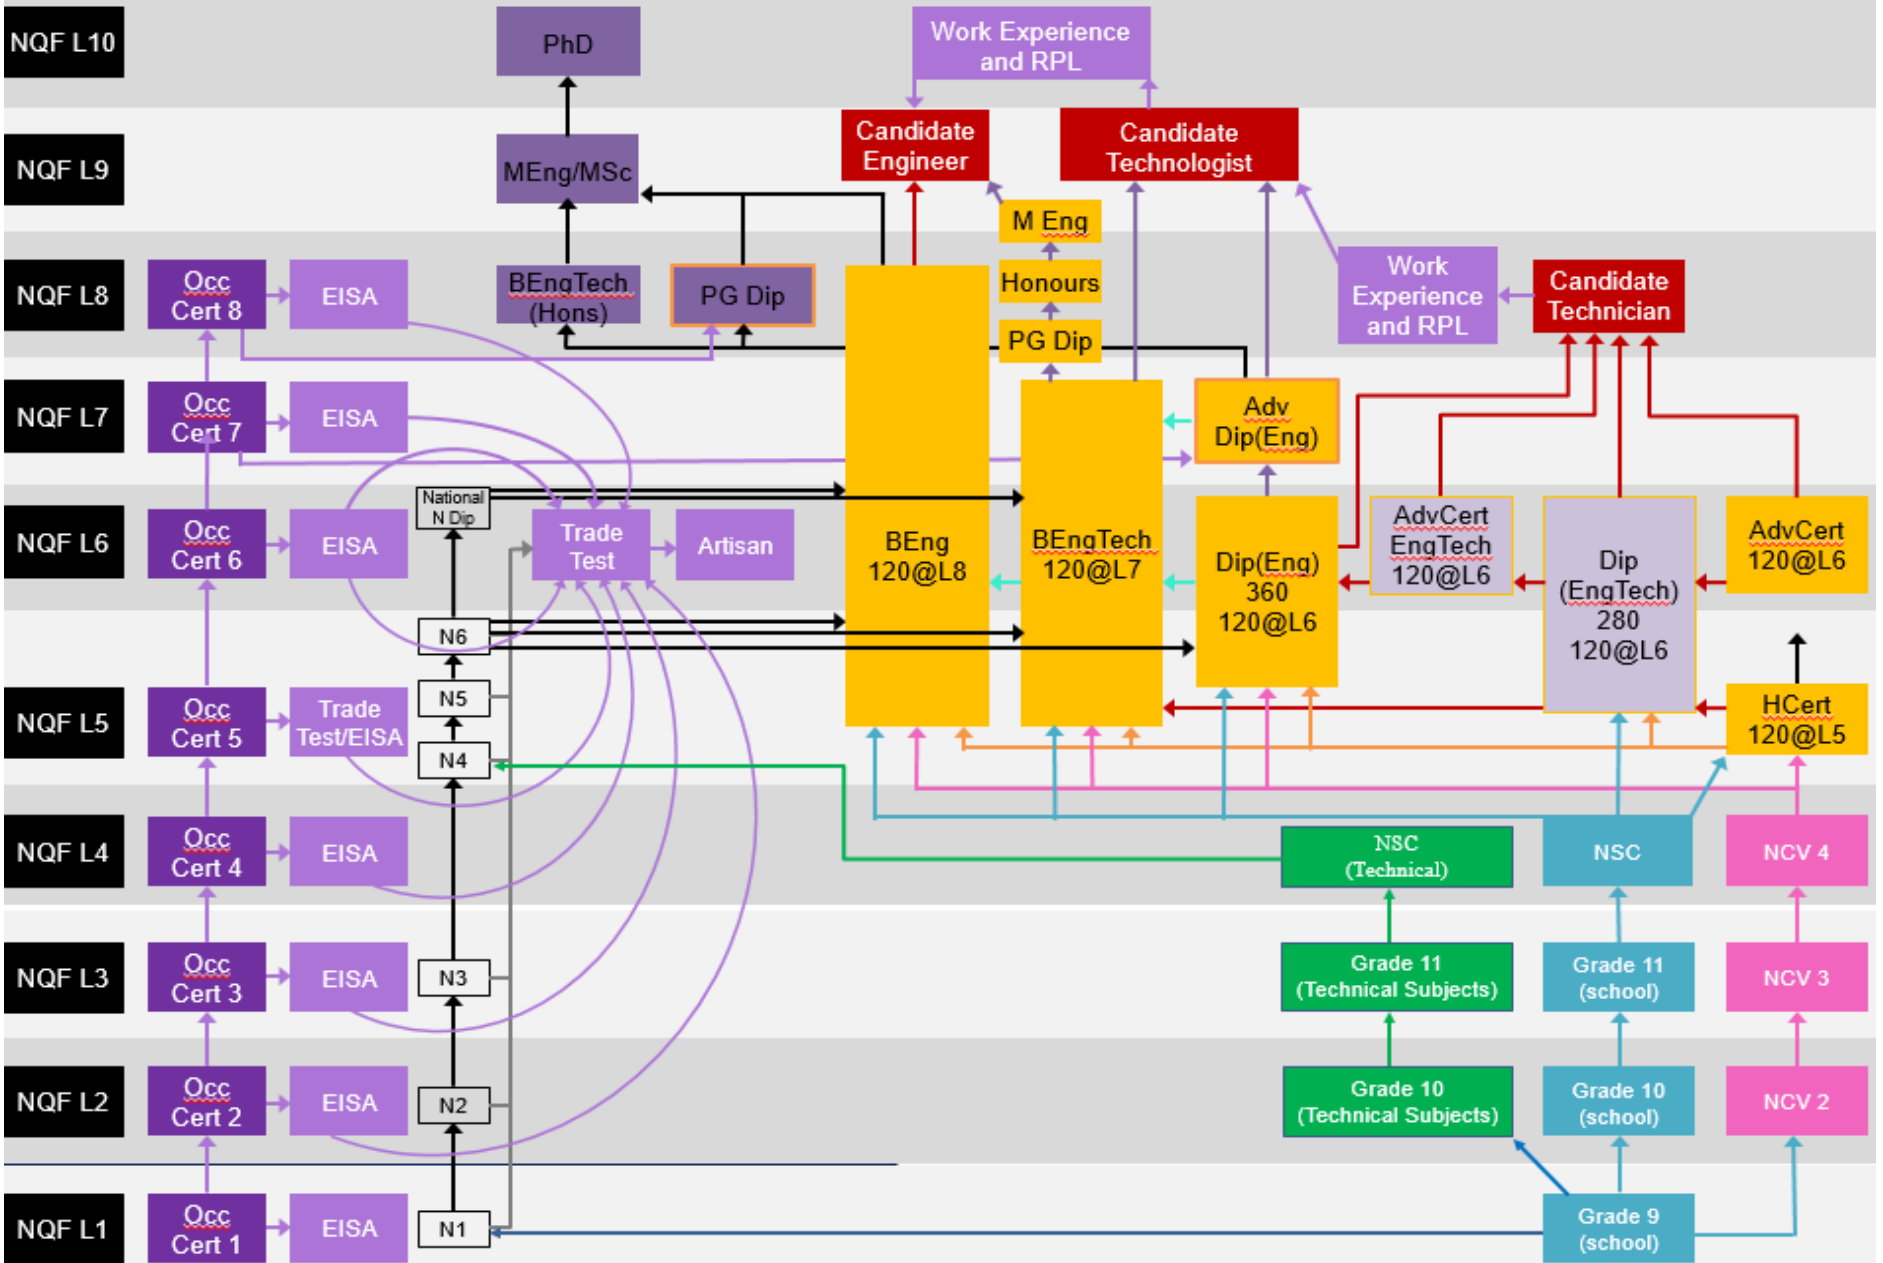 NQF L10
PhD
Work Experience
and RPL
NQF L9
MEng/MSc
Candidate
Engineer
Candidate
Technologist
M Eng
NQF L8
Occ
Cert 8
EISA
BEngTech
(Hons)
PG Dip
Honours
PG Dip
Work
Experience
and RPL
Candidate
Technician
NQF L7
Occ
Cert 7
EISA
Adv
Dip(Eng)
NQF L6
Occ
Cert 6
EISA
National
N Dip
Trade
Test
Artisan
BEng
120@L8
BEngTech
120@L7
Dip(Eng)
360
120@L6
AdvCert
EngTech
120@L6
Dip
(EngTech)
280
120@L6
AdvCert
120@L6
N6
NQF L5
Occ
Cert 5
Trade
Test/EISA
N5
N4
HCert
120@L5
NQF L4
Occ
Cert 4
EISA
NSC
(Technical)
NSC
NCV 4
NQF L3
Occ
Cert 3
EISA
N3
Grade 11
(Technical Subjects)
Grade 11
(school)
NCV 3
NQF L2
Occ
Cert 2
EISA
N2
Grade 10
(Technical Subjects)
Grade 10
(school)
NCV 2
NQF L1
Occ
Cert 1
EISA
N1
Grade 9
(school)